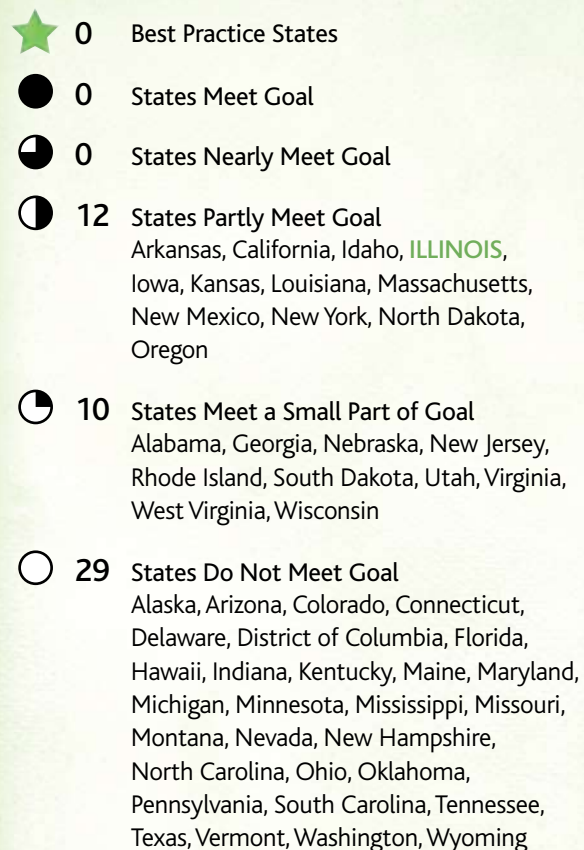 0 Best Practice States
0 States Meet Goal
0 States Nearly Meet Goal
12 States Partly Meet Goal
Arkansas, California, Idaho, ILLINOIS,
Iowa, Kansas, Louisiana, Massachusetts,
New Mexico, New York, North Dakota,
Oregon
10 States Meet a Small Part of Goal
Alabama, Georgia, Nebraska, New Jersey,
Rhode Island, South Dakota, Utah, Virginia,
West Virginia, Wisconsin
29 States Do Not Meet Goal
Alaska, Arizona, Colorado, Connecticut,
Delaware, District of Columbia, Florida,
Hawaii, Indiana, Kentucky, Maine, Maryland,
Michigan, Minnesota, Mississippi, Missouri,
Montana, Nevada, New Hampshire,
North Carolina, Ohio, Oklahoma,
Pennsylvania, South Carolina, Tennessee,
Texas, Vermont, Washington, Wyoming